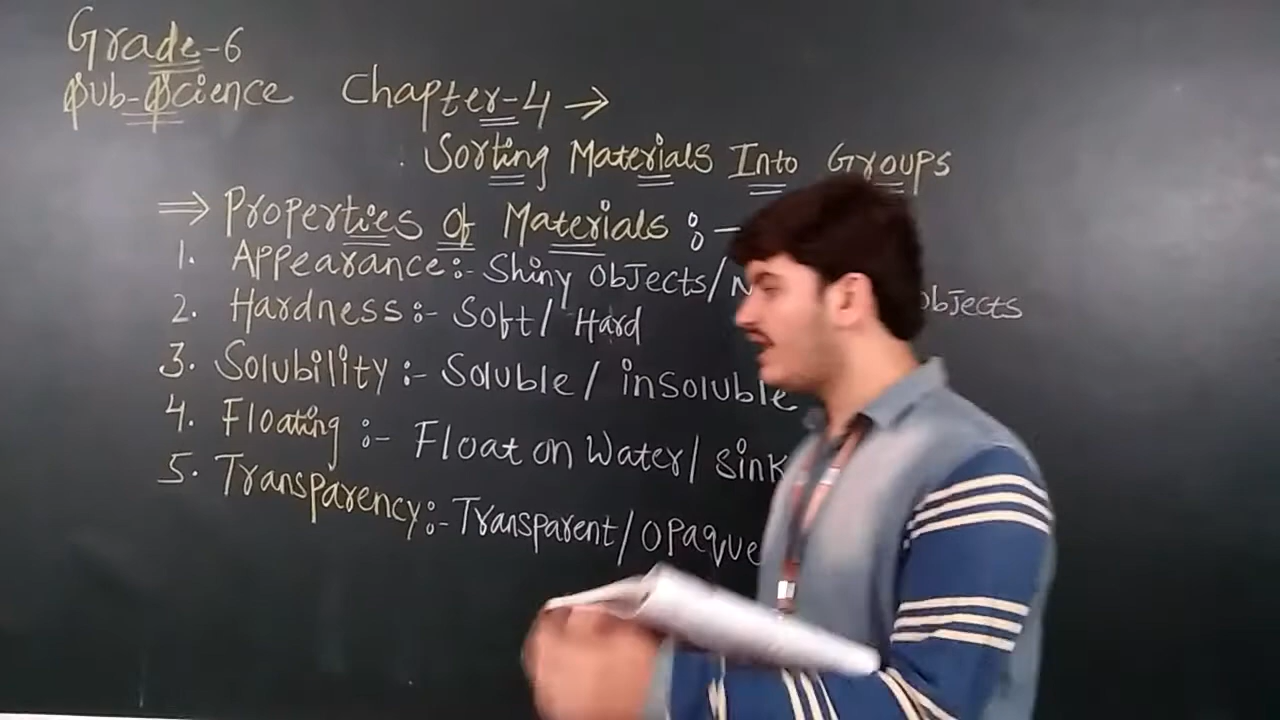 Grade-6
Sub-Science Chapter-4 →
Sorting Materials Into Groups
⇒ Properties of Materials :-
1. Appearance:- Shiny Objects/ Objects
2. Hardness:- Soft/ Hard
3. Solubility:- Soluble/ insoluble
4. Floating:- Float on Water/ Sink
5. Transparency:- Transparent/Opaque